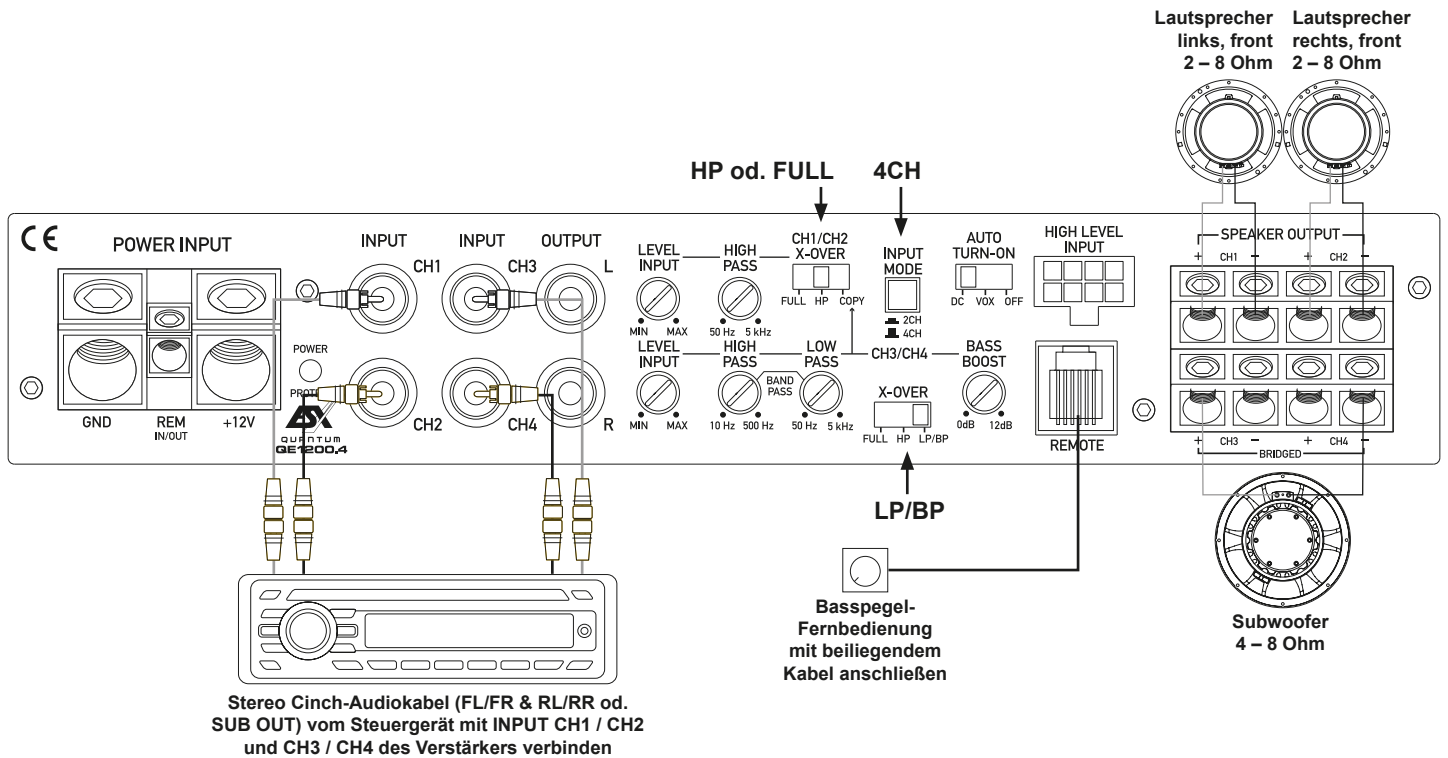 Lautsprecher
links, front
2 – 8 Ohm
Lautsprecher
rechts, front
2 – 8 Ohm
HP od. FULL
4CH
CE
POWER INPUT
GND
REM
IN/OUT
+12V
POWER
ESX
QUANTUM
QE1200.4
INPUT
INPUT
OUTPUT
CH1
CH3
L
CH2
CH4
R
LEVEL
INPUT
MIN MAX
HIGH
PASS
50 Hz 5 kHz
CH1/CH2
X-OVER
FULL HP COPY
INPUT
MODE
2CH
4CH
AUTO
TURN-ON
DC VOX OFF
HIGH LEVEL
INPUT
LEVEL
INPUT
MIN MAX
HIGH
PASS
10 Hz 500 Hz
BAND
PASS
LOW
PASS
50 Hz 5 kHz
CH3/CH4
X-OVER
FULL HP LP/BP
BASS
BOOST
0dB 12dB
REMOTE
SPEAKER OUTPUT
+ CH1 – + CH2 –
+ CH3 – + CH4 –
BRIDGED
LP/BP
Basspegel-
Fernbedienung
mit beiliegendem
Kabel anschließen
Subwoofer
4 – 8 Ohm
Stereo Cinch-Audiokabel (FL/FR & RL/RR od.
SUB OUT) vom Steuergerät mit INPUT CH1 / CH2
und CH3 / CH4 des Verstärkers verbinden